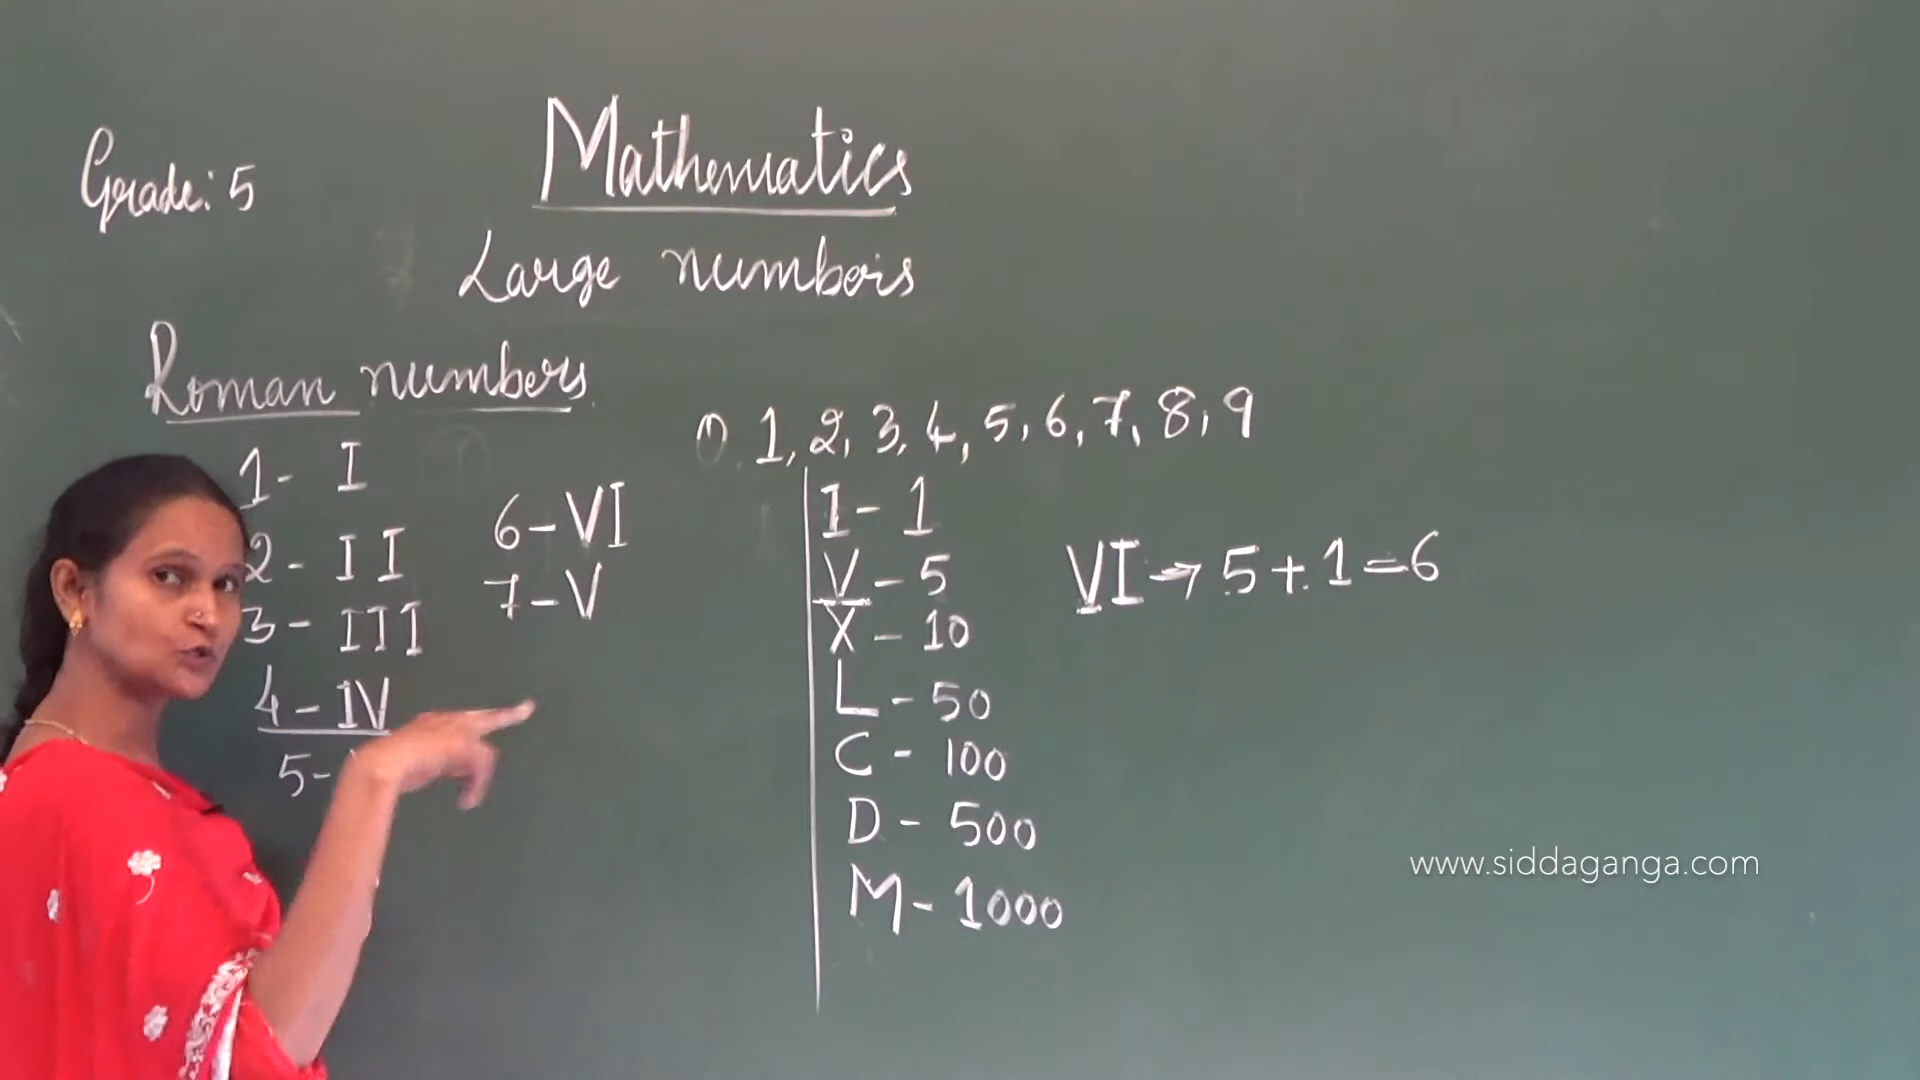 Mathematics
Grade: 5
Large numbers
Roman numbers
1 - I
2 - II
3 - III
4 - IV
5 -
6 - VI
7 - V
0, 1, 2, 3, 4, 5, 6, 7, 8, 9
I - 1
V - 5
X - 10
L - 50
C - 100
D - 500
M - 1000
VI → 5 + 1 = 6
www.siddaganga.com